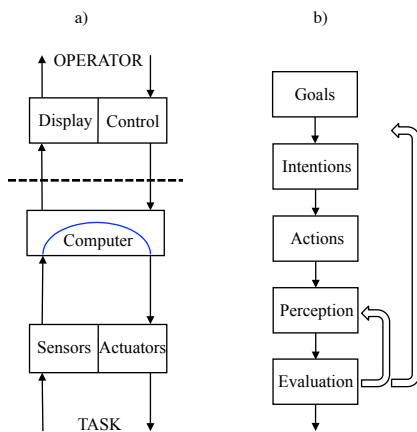 a)
OPERATOR
Display Control
Computer
Sensors Actuators
TASK
b)
Goals
Intentions
Actions
Perception
Evaluation